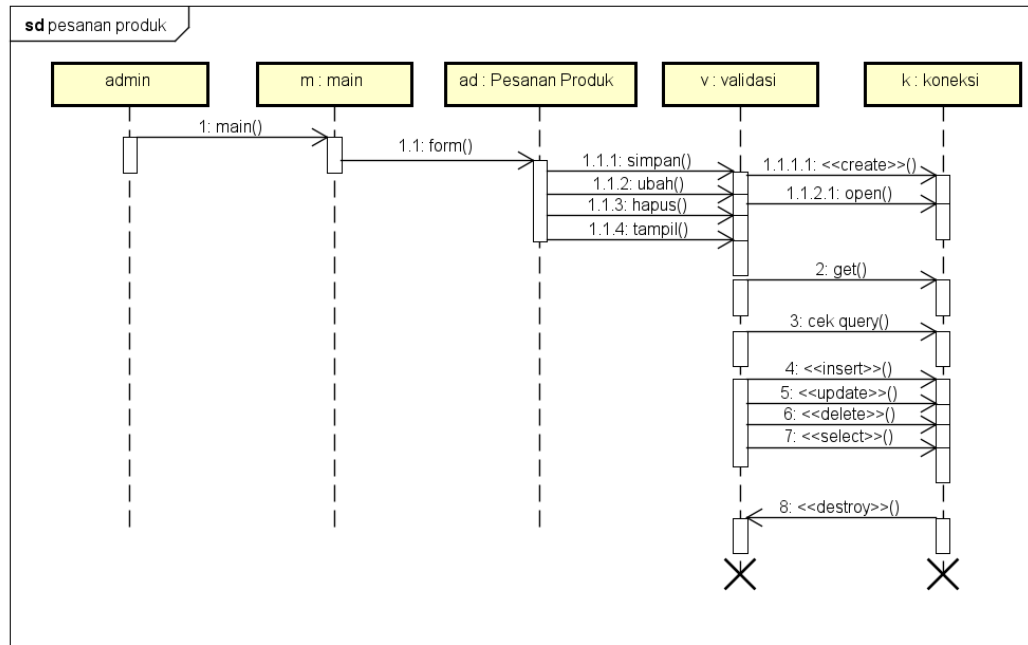 sd pesanan produk
admin
m : main
ad : Pesanan Produk
v : validasi
k : koneksi
1: main()
1.1: form()
1.1.1: simpan()
1.1.1.1: <<create>>()
1.1.2: ubah()
1.1.2.1: open()
1.1.3: hapus()
1.1.4: tampil()
2: get()
3: cek query()
4: <<insert>>()
5: <<update>>()
6: <<delete>>()
7: <<select>>()
8: <<destroy>>()